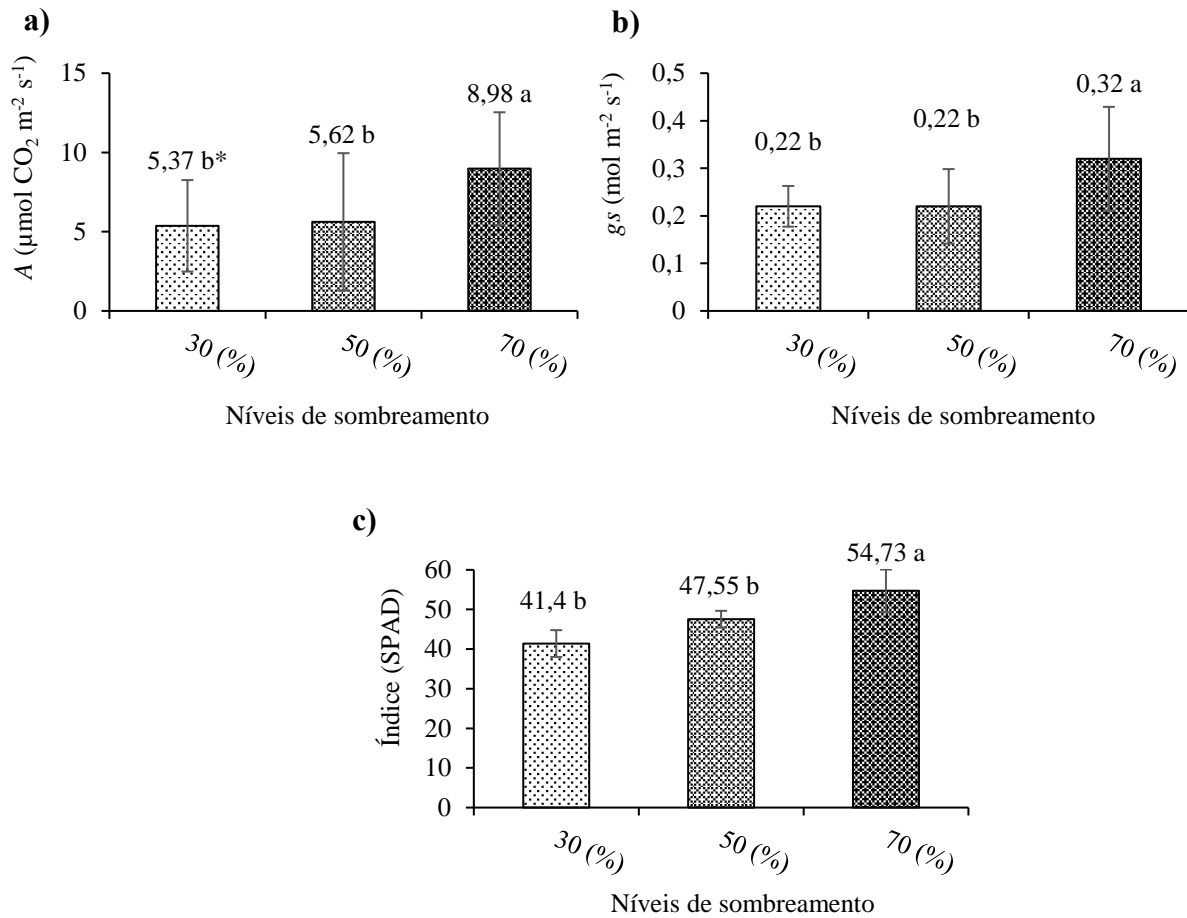 a)
A (µmol CO₂ m⁻² s⁻¹)
15
10
5
0
5,37 b*
5,62 b
8,98 a
30 (%)
50 (%)
70 (%)
Níveis de sombreamento
b)
gs (mol m⁻² s⁻¹)
0,5
0,4
0,3
0,2
0,1
0
0,22 b
0,22 b
0,32 a
30 (%)
50 (%)
70 (%)
Níveis de sombreamento
c)
Índice (SPAD)
60
50
40
30
20
10
0
41,4 b
47,55 b
54,73 a
30 (%)
50 (%)
70 (%)
Níveis de sombreamento